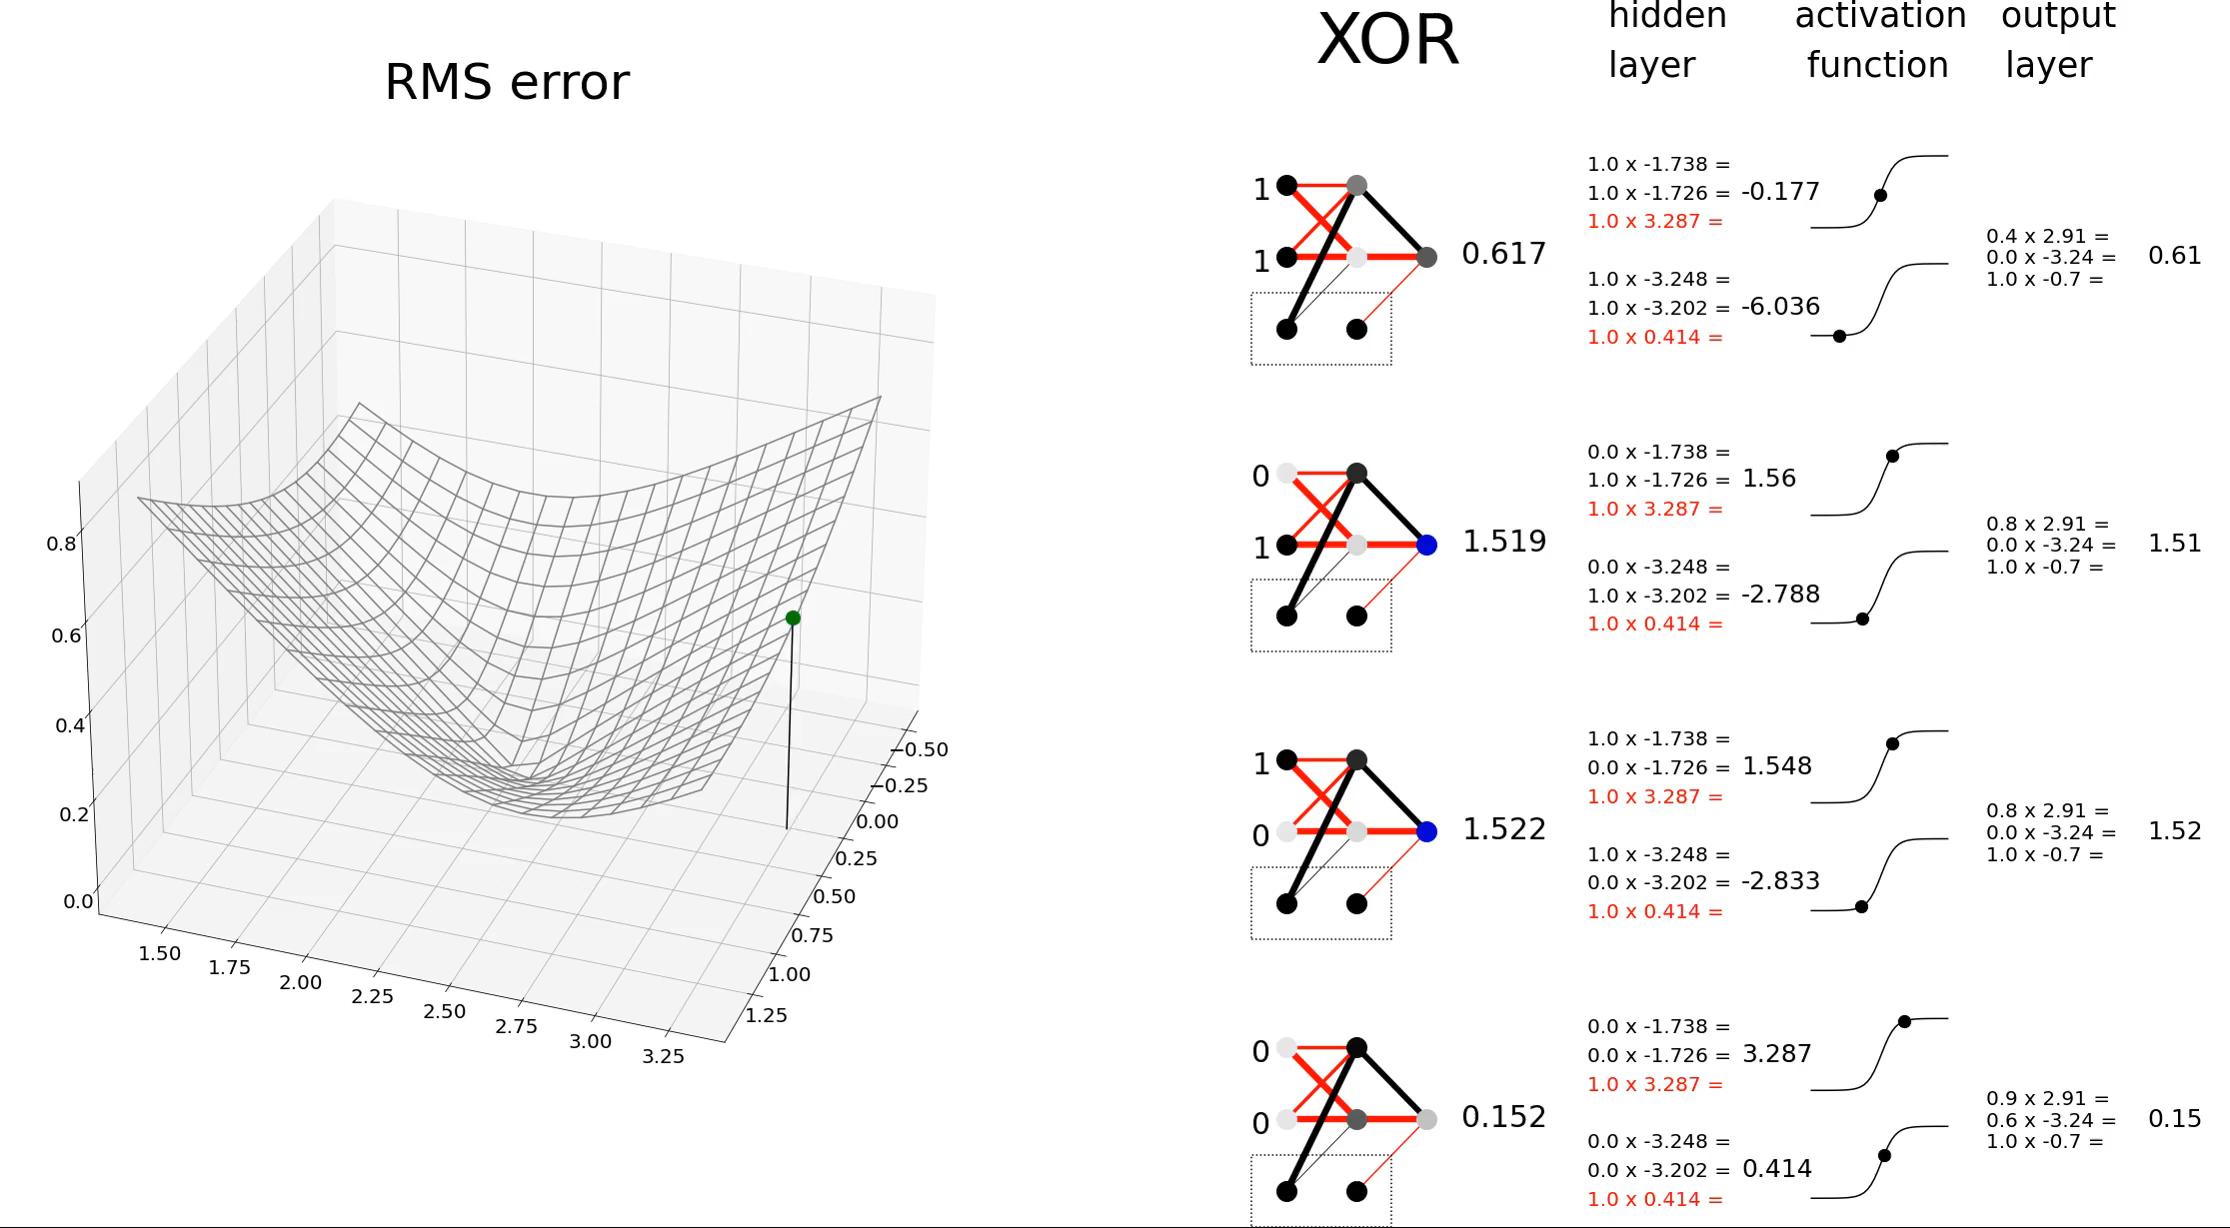 RMS error
0.8
0.6
0.4
0.2
0.0
1.50
1.75
2.00
2.25
2.50
2.75
3.00
3.25
−0.50
−0.25
0.00
0.25
0.50
0.75
1.00
1.25
XOR
hidden
layer
activation
function
output
layer
1
1
0.617
1.0 x -1.738 =
1.0 x -1.726 = -0.177
1.0 x 3.287 =
1.0 x -3.248 =
1.0 x -3.202 = -6.036
1.0 x 0.414 =
0.4 x 2.91 =
0.0 x -3.24 = 0.61
1.0 x -0.7 =
0
1
1.519
0.0 x -1.738 =
1.0 x -1.726 = 1.56
1.0 x 3.287 =
0.0 x -3.248 =
1.0 x -3.202 = -2.788
1.0 x 0.414 =
0.8 x 2.91 =
0.0 x -3.24 = 1.51
1.0 x -0.7 =
1
0
1.522
1.0 x -1.738 =
0.0 x -1.726 = 1.548
1.0 x 3.287 =
1.0 x -3.248 =
0.0 x -3.202 = -2.833
1.0 x 0.414 =
0.8 x 2.91 =
0.0 x -3.24 = 1.52
1.0 x -0.7 =
0
0
0.152
0.0 x -1.738 =
0.0 x -1.726 = 3.287
1.0 x 3.287 =
0.0 x -3.248 =
0.0 x -3.202 = 0.414
1.0 x 0.414 =
0.9 x 2.91 =
0.6 x -3.24 = 0.15
1.0 x -0.7 =